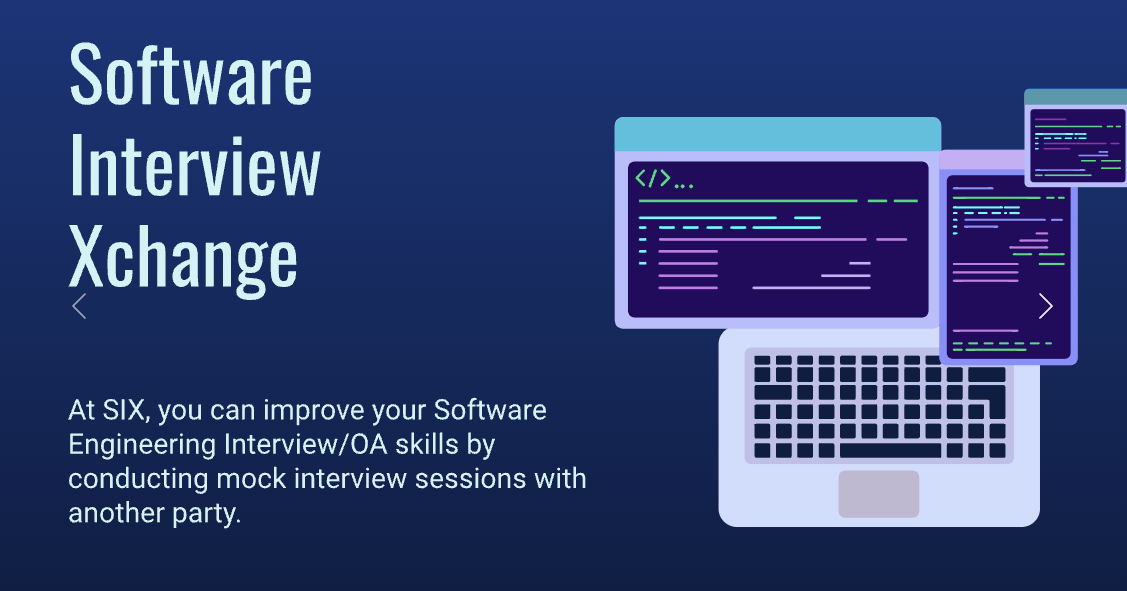 Software
Interview
Xchange
</>...
At SIX, you can improve your Software
Engineering Interview/OA skills by
conducting mock interview sessions with
another party.